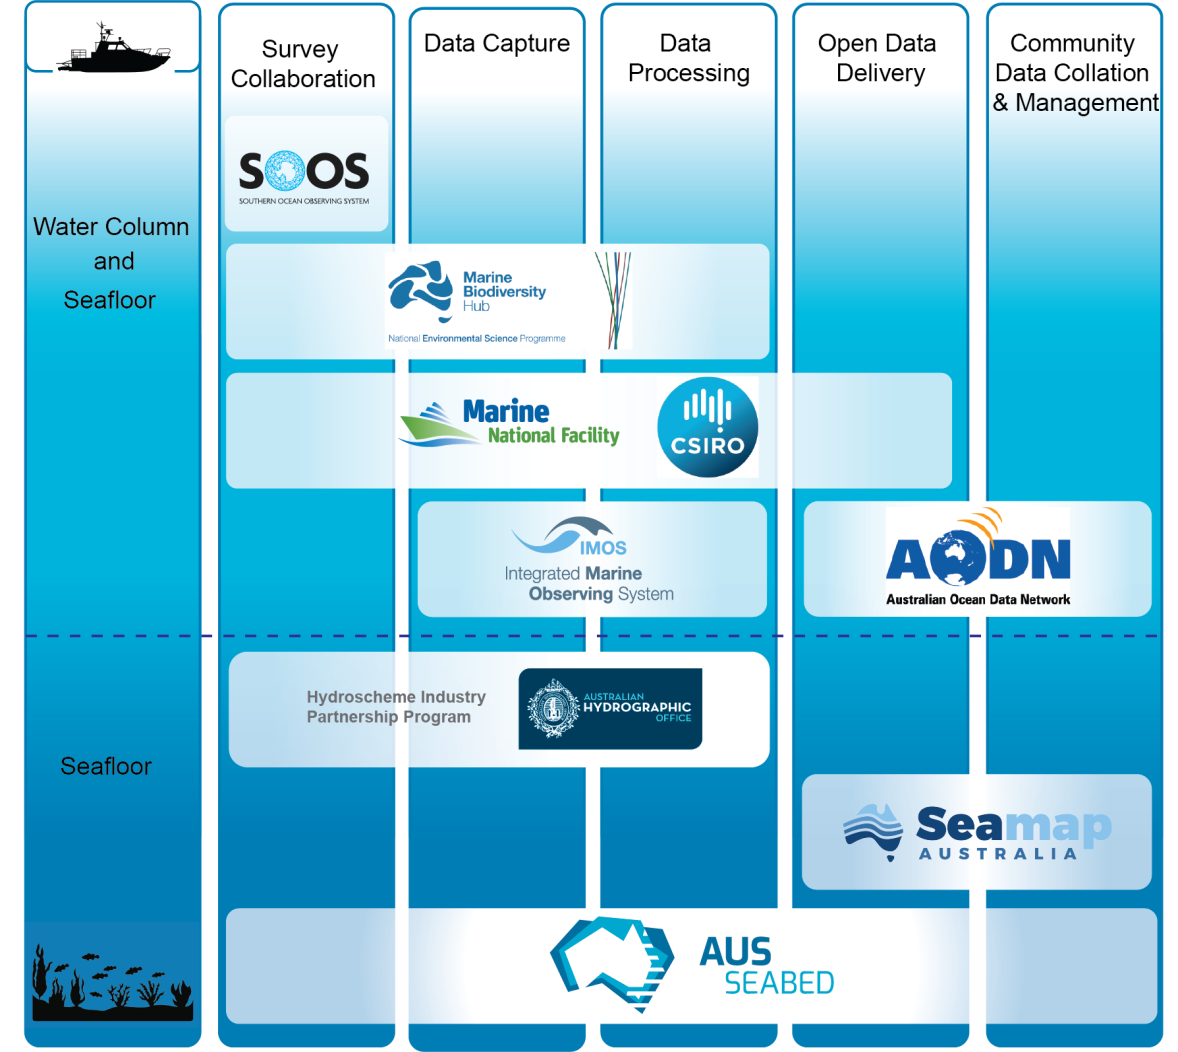 Survey
Collaboration
Data Capture
Data
Processing
Open Data
Delivery
Community
Data Collation
& Management
Water Column
and
Seafloor
SOOS
SOUTHERN OCEAN OBSERVING SYSTEM
Marine
Biodiversity
Hub
National Environmental Science Programme
Marine
National Facility
CSIRO
IMOS
Integrated Marine
Observing System
AODN
Australian Ocean Data Network
Seafloor
Hydroscheme Industry
Partnership Program
AUSTRALIAN
HYDROGRAPHIC
OFFICE
Seamap
AUSTRALIA
AUS
SEABED